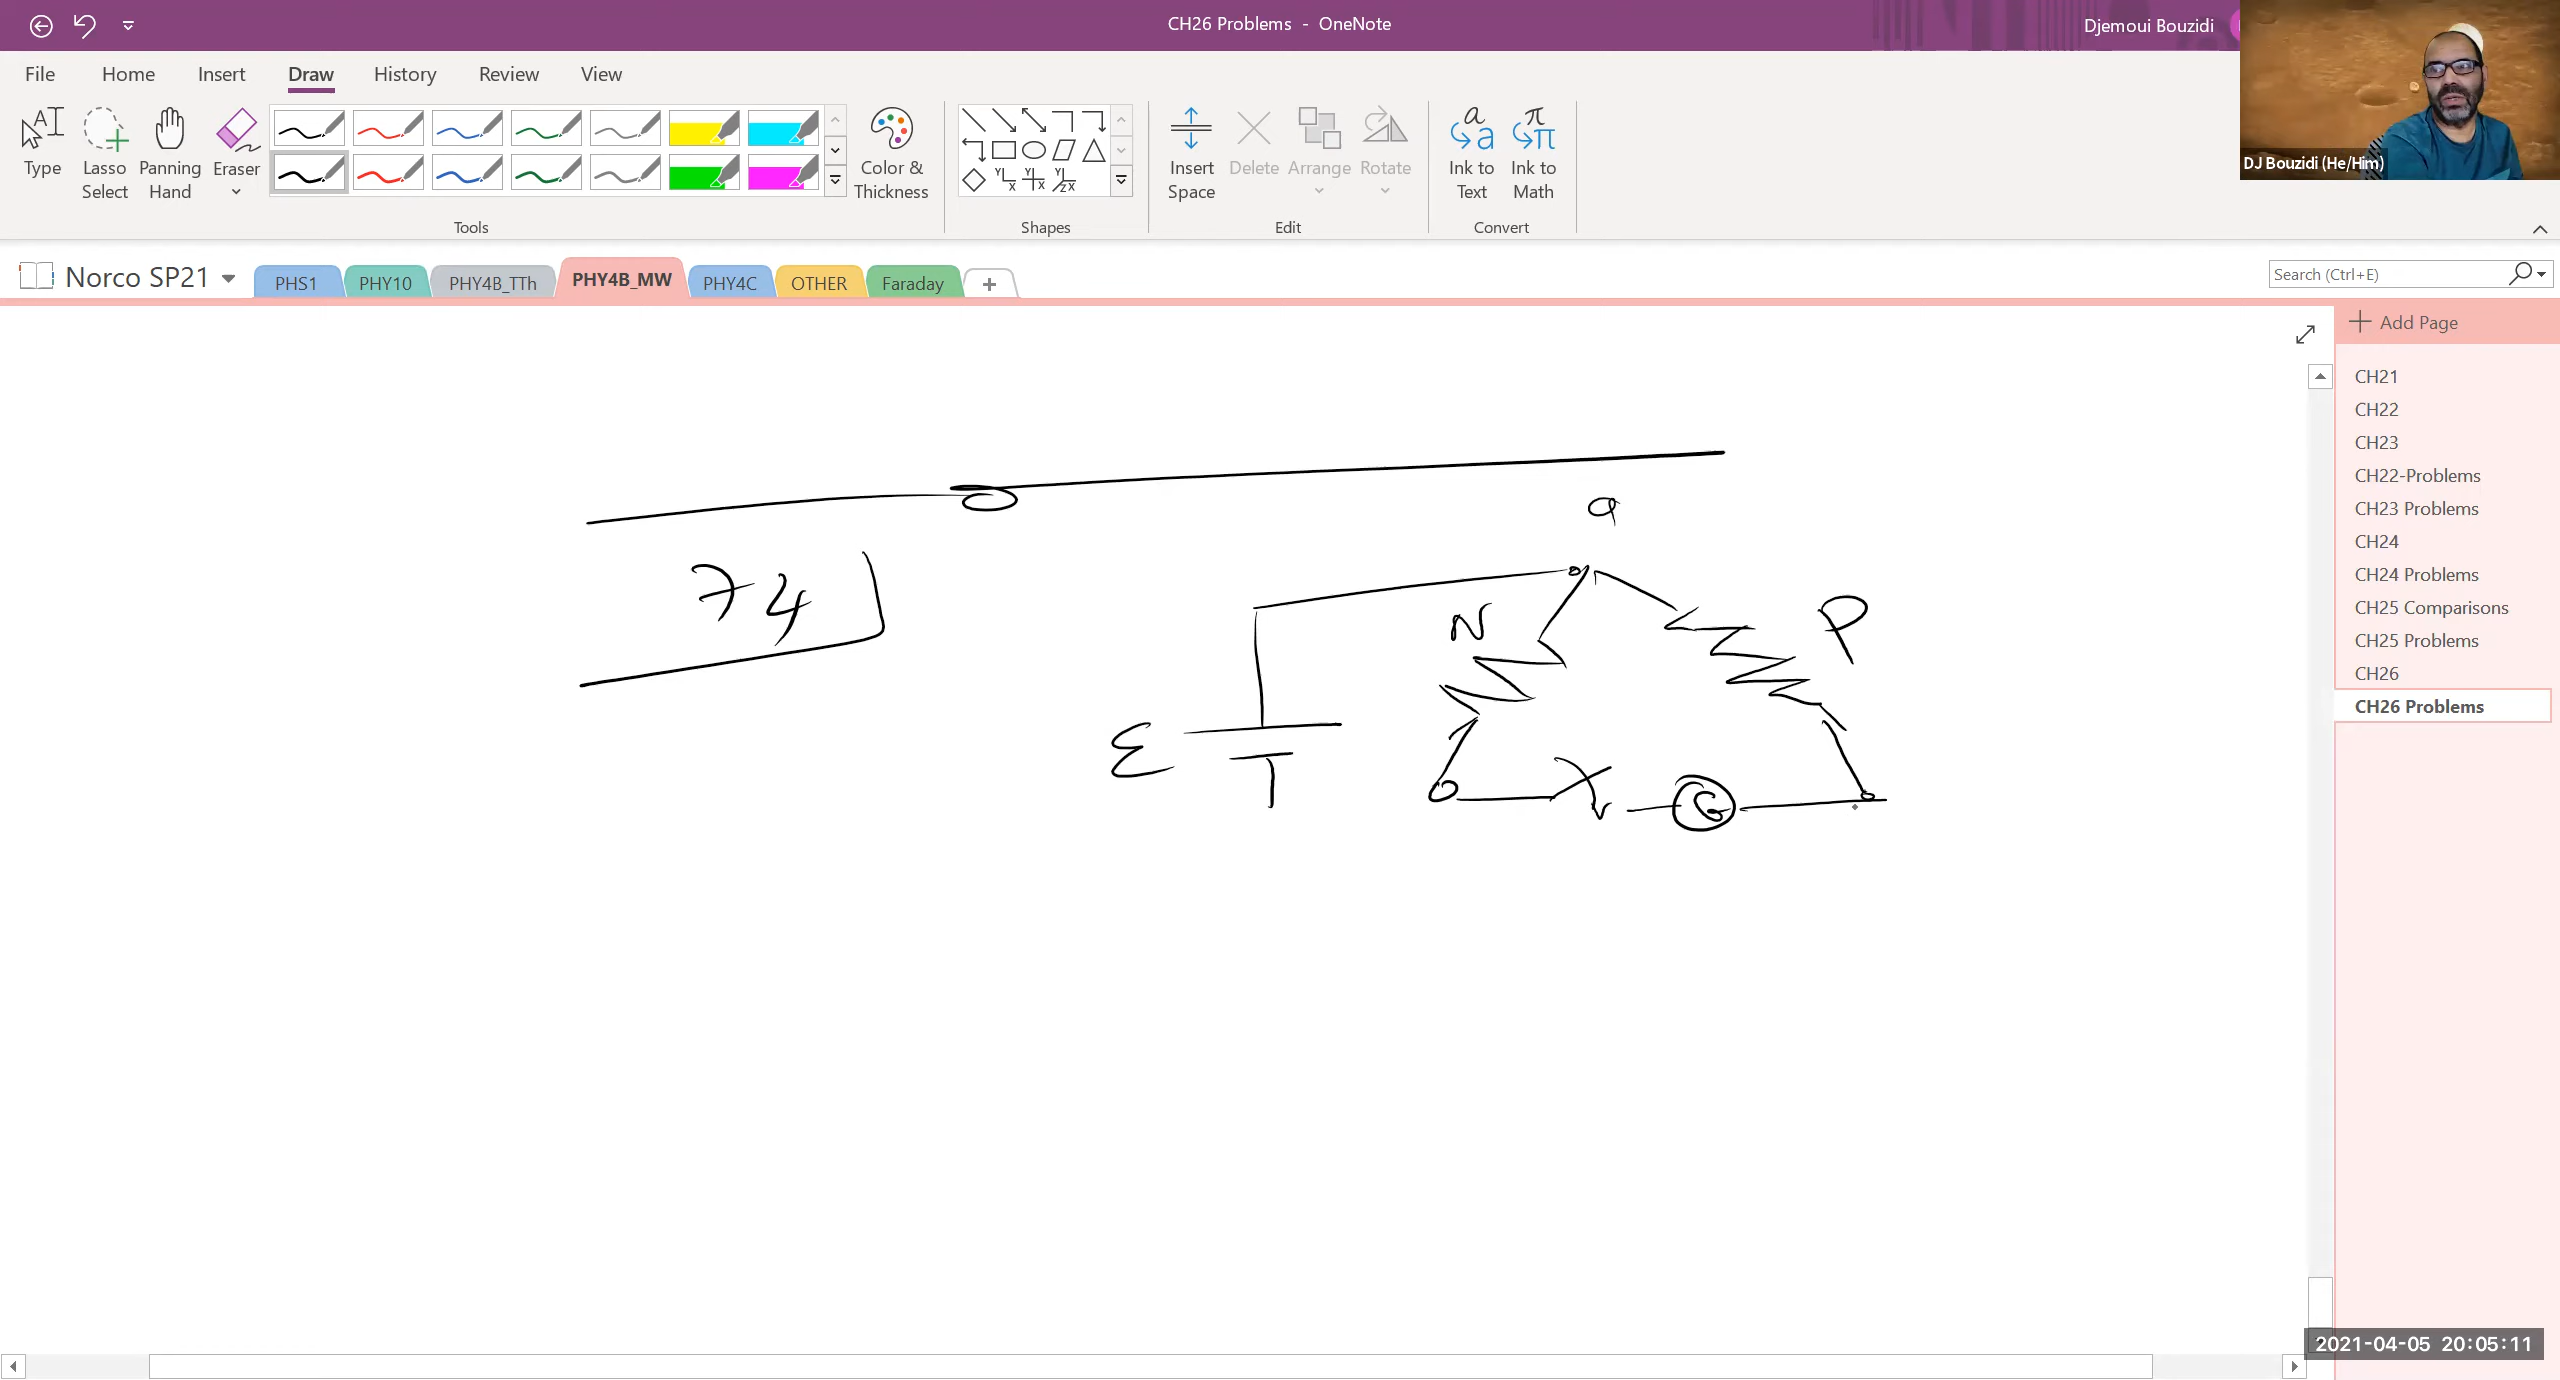 CH26 Problems - OneNote
Djemoui Bouzidi
File Home Insert Draw History Review View
Type
Lasso Select
Panning Hand
Eraser
Color & Thickness
Insert Space
Delete
Arrange
Rotate
Ink to Text
Ink to Math
Tools
Shapes
Edit
Convert
DJ Bouzidi (He/Him)
Norco SP21
PHS1 PHY10 PHY4B_TTh PHY4B_MW PHY4C OTHER Faraday +
Search (Ctrl+E)
Add Page
CH21
CH22
CH23
CH22-Problems
CH23 Problems
CH24
CH24 Problems
CH25 Comparisons
CH25 Problems
CH26
CH26 Problems
74
a
N
P
Ɛ
G
2021-04-05 20:05:11